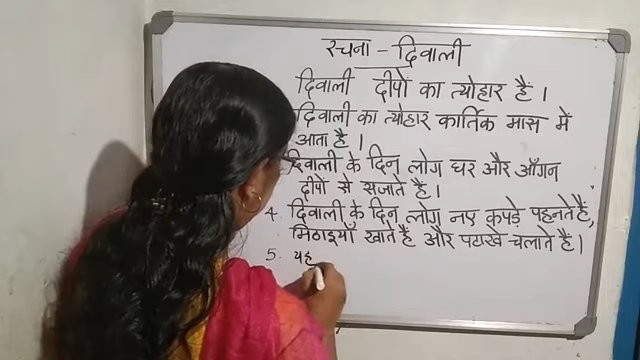 रचना - दिवाली
दिवाली दीपों का त्योहार हैं ।
दिवाली का त्योहार कार्तिक मास में
आता है ।
दिवाली के दिन लोग घर और आँगन
दीपों से सजाते हैं ।
4. दिवाली के दिन लोग नए कपड़े पहनते हैं,
मिठाइयाँ खाते हैं और पटाखे चलाते हैं ।
5. यह